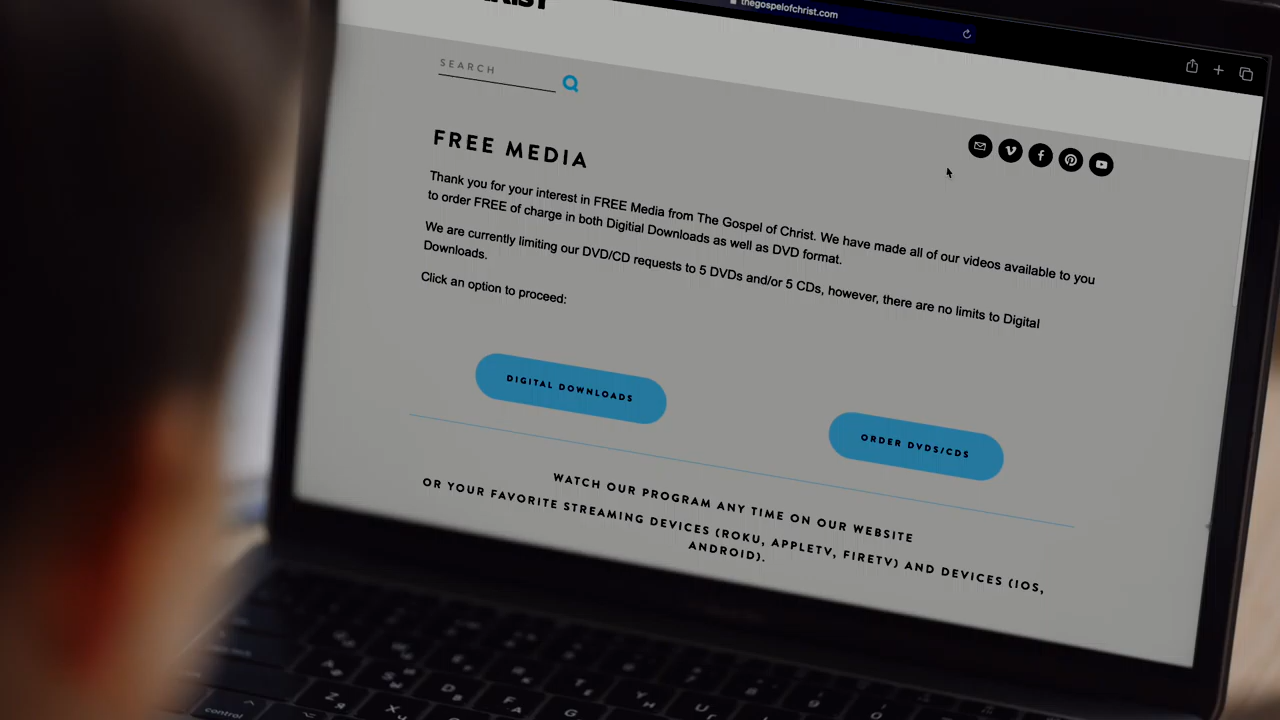 thegospelofchrist.com
SEARCH
FREE MEDIA
Thank you for your interest in FREE Media from The Gospel of Christ. We have made all of our videos available to you
to order FREE of charge in both Digitial Downloads as well as DVD format.
We are currently limiting our DVD/CD requests to 5 DVDs and/or 5 CDs, however, there are no limits to Digital
Downloads.
Click an option to proceed:
DIGITAL DOWNLOADS
ORDER DVDS/CDS
WATCH OUR PROGRAM ANY TIME ON OUR WEBSITE
OR YOUR FAVORITE STREAMING DEVICES (ROKU, APPLETV, FIRETV) AND DEVICES (IOS,
ANDROID).
control